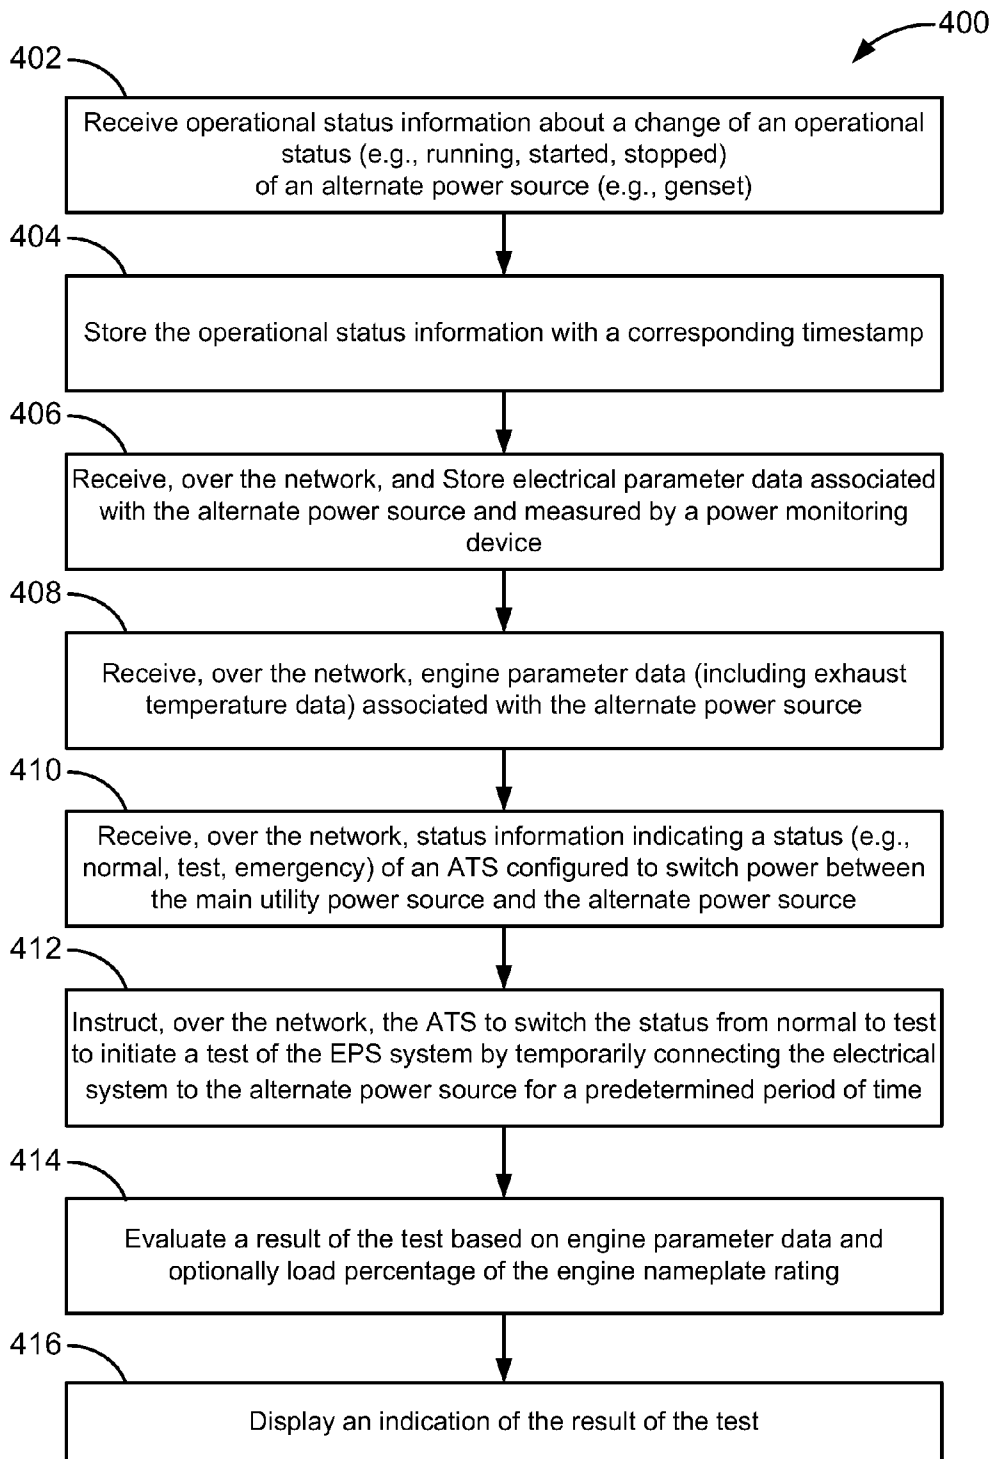 400
402
Receive operational status information about a change of an operational
status (e.g., running, started, stopped)
of an alternate power source (e.g., genset)
404
Store the operational status information with a corresponding timestamp
406
Receive, over the network, and Store electrical parameter data associated
with the alternate power source and measured by a power monitoring
device
408
Receive, over the network, engine parameter data (including exhaust
temperature data) associated with the alternate power source
410
Receive, over the network, status information indicating a status (e.g.,
normal, test, emergency) of an ATS configured to switch power between
the main utility power source and the alternate power source
412
Instruct, over the network, the ATS to switch the status from normal to test
to initiate a test of the EPS system by temporarily connecting the electrical
system to the alternate power source for a predetermined period of time
414
Evaluate a result of the test based on engine parameter data and
optionally load percentage of the engine nameplate rating
416
Display an indication of the result of the test